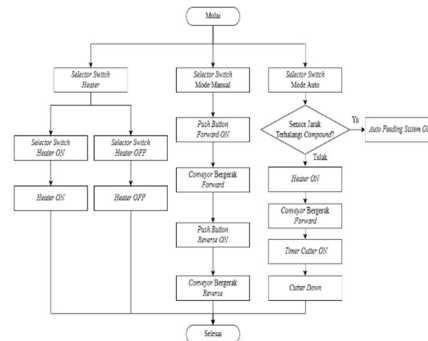 Mulai
Selector Switch
Heater
Selector Switch
Mode Manual
Selector Switch
Mode Auto
Selector Switch
Heater ON
Selector Switch
Heater OFF
Push Button
Forward ON
Sensor Jarak
Terhalangi Compound?
Ya
Auto Feeding Sistem
Tidak
Heater ON
Heater OFF
Conveyor Bergerak
Forward
Heater ON
Conveyor Bergerak
Forward
Push Button
Reverse ON
Timer Cutter ON
Conveyor Bergerak
Reverse
Cutter Down
Selesai